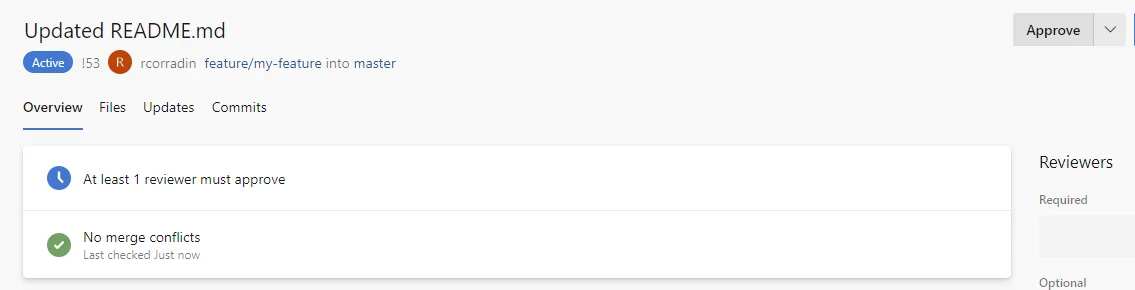 Updated README.md
Approve
Active !53 R rcorradin feature/my-feature into master
Overview Files Updates Commits
At least 1 reviewer must approve
No merge conflicts
Last checked Just now
Reviewers
Required
Optional